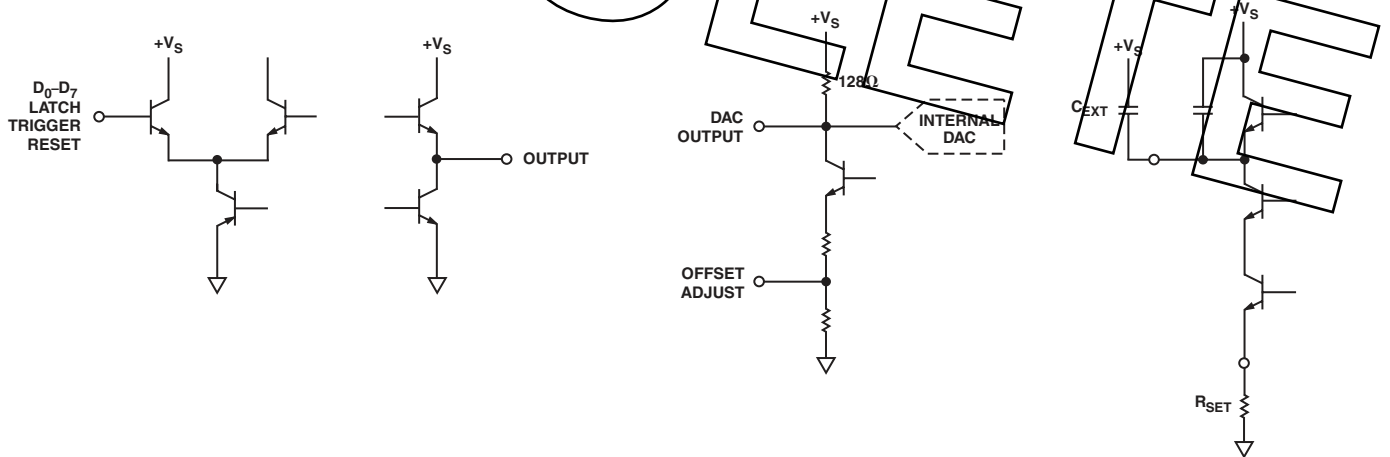 +VS
D0–D7
LATCH
TRIGGER
RESET
+VS
OUTPUT
+VS
128Ω
DAC
OUTPUT
INTERNAL
DAC
OFFSET
ADJUST
+VS
+VS
CEXT
RSET
LETE